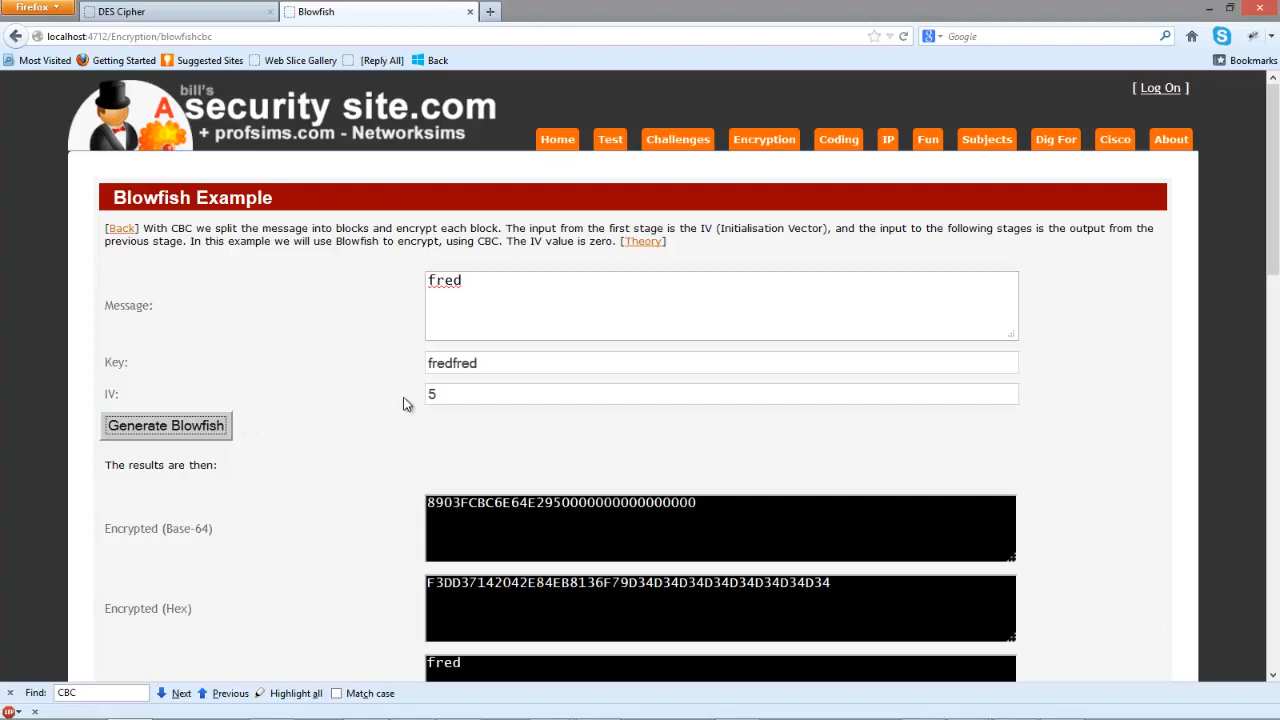 Firefox
DES Cipher
Blowfish
localhost:4712/Encryption/blowfishcbc
Google
Most Visited
Getting Started
Suggested Sites
Web Slice Gallery
[Reply All]
Back
Bookmarks
bill's
A security site.com
+ profsims.com - Networksims
[ Log On ]
Home Test Challenges Encryption Coding IP Fun Subjects Dig For Cisco About
Blowfish Example
[Back] With CBC we split the message into blocks and encrypt each block. The input from the first stage is the IV (Initialisation Vector), and the input to the following stages is the output from the
previous stage. In this example we will use Blowfish to encrypt, using CBC. The IV value is zero. [Theory]
Message:
fred
Key:
fredfred
IV:
5
Generate Blowfish
The results are then:
Encrypted (Base-64)
8903FCBC6E64E2950000000000000000
Encrypted (Hex)
F3DD37142042E84EB8136F79D34D34D34D34D34D34D34D34
fred
Find:
CBC
Next
Previous
Highlight all
Match case